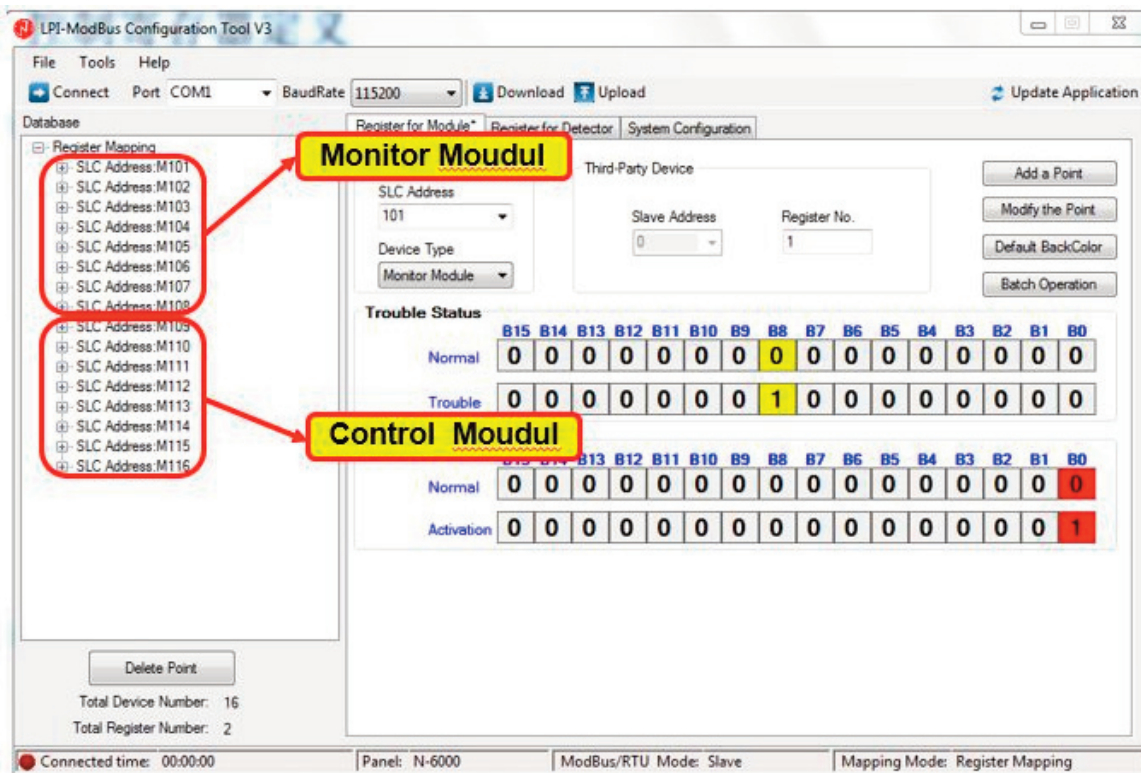 LPI-ModBus Configuration Tool V3
File Tools Help
Connect Port COM1 BaudRate 115200 Download Upload Update Application
Database
Register for Module* Register for Detector System Configuration
Register Mapping
SLC Address:M101
SLC Address:M102
SLC Address:M103
SLC Address:M104
SLC Address:M105
SLC Address:M106
SLC Address:M107
SLC Address:M108
SLC Address:M109
SLC Address:M110
SLC Address:M111
SLC Address:M112
SLC Address:M113
SLC Address:M114
SLC Address:M115
SLC Address:M116
Monitor Moudul
Control Moudul
SLC Address
101
Device Type
Monitor Module
Third-Party Device
Slave Address Register No.
0 1
Add a Point
Modify the Point
Default BackColor
Batch Operation
Trouble Status
B15 B14 B13 B12 B11 B10 B9 B8 B7 B6 B5 B4 B3 B2 B1 B0
Normal 0 0 0 0 0 0 0 0 0 0 0 0 0 0 0 0
Trouble 0 0 0 0 0 0 0 1 0 0 0 0 0 0 0 0
B15 B14 B13 B12 B11 B10 B9 B8 B7 B6 B5 B4 B3 B2 B1 B0
Normal 0 0 0 0 0 0 0 0 0 0 0 0 0 0 0 0
Activation 0 0 0 0 0 0 0 0 0 0 0 0 0 0 0 1
Delete Point
Total Device Number: 16
Total Register Number: 2
Connected time: 00:00:00 Panel: N-6000 ModBus/RTU Mode: Slave Mapping Mode: Register Mapping